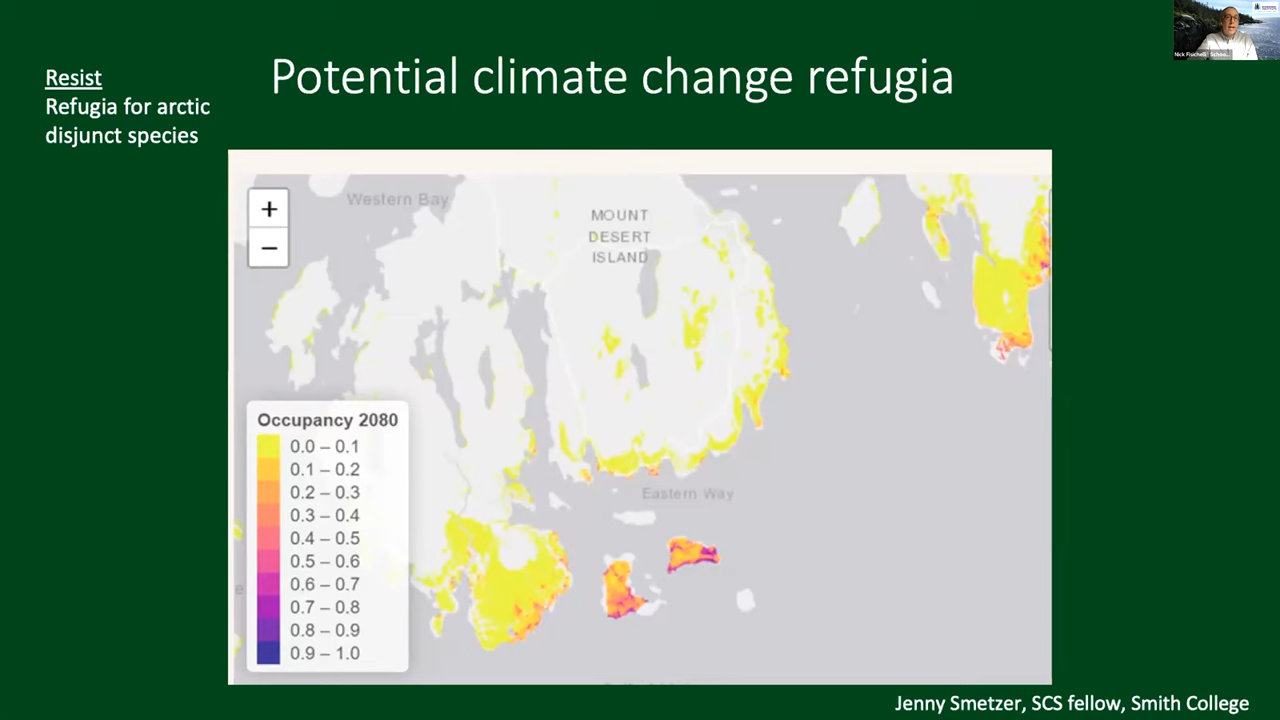 Resist
Refugia for arctic
disjunct species
Potential climate change refugia
Nick Fisichelli
+
−
Western Bay
MOUNT
DESERT
ISLAND
Eastern Way
Occupancy 2080
0.0 – 0.1
0.1 – 0.2
0.2 – 0.3
0.3 – 0.4
0.4 – 0.5
0.5 – 0.6
0.6 – 0.7
0.7 – 0.8
0.8 – 0.9
0.9 – 1.0
Jenny Smetzer, SCS fellow, Smith College